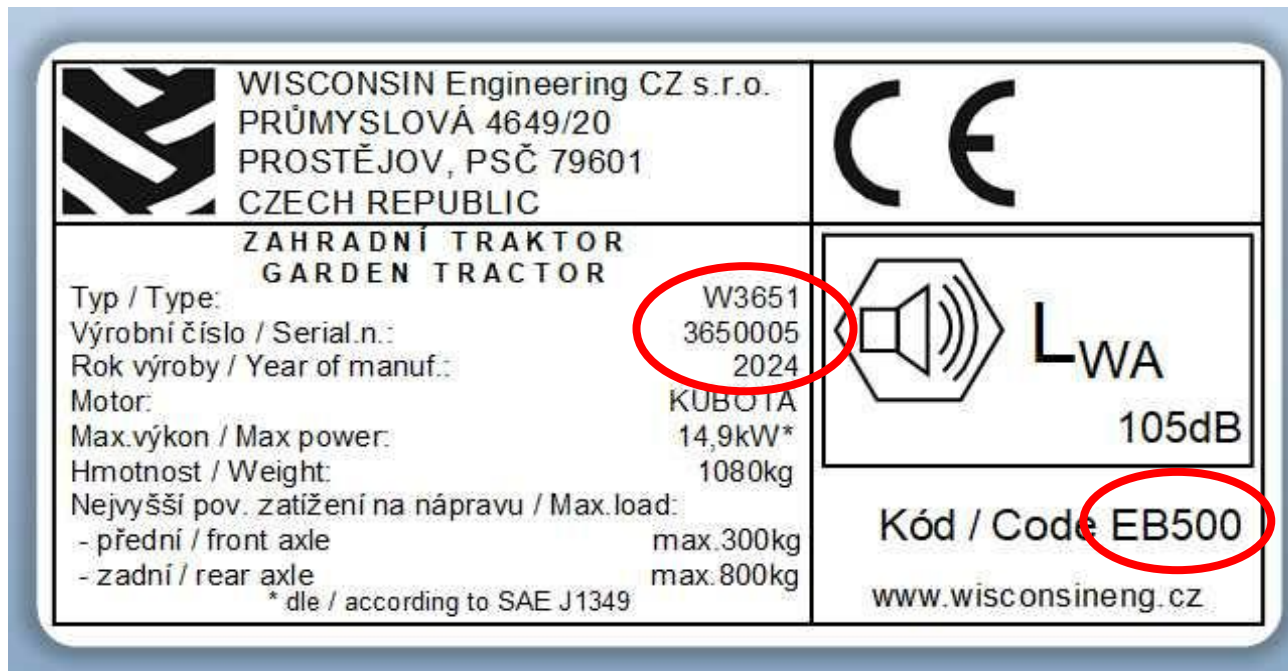 WISCONSIN Engineering CZ s.r.o.
PRŮMYSLOVÁ 4649/20
PROSTĚJOV, PSČ 79601
CZECH REPUBLIC
CE
ZAHRADNÍ TRAKTOR
GARDEN TRACTOR
Typ / Type: W3651
Výrobní číslo / Serial.n.: 3650005
Rok výroby / Year of manuf.: 2024
Motor: KUBOTA
Max.výkon / Max power: 14,9kW*
Hmotnost / Weight: 1080kg
Nejvyšší pov. zatížení na nápravu / Max.load:
- přední / front axle max.300kg
- zadní / rear axle max.800kg
* dle / according to SAE J1349
LWA
105dB
Kód / Code EB500
www.wisconsineng.cz